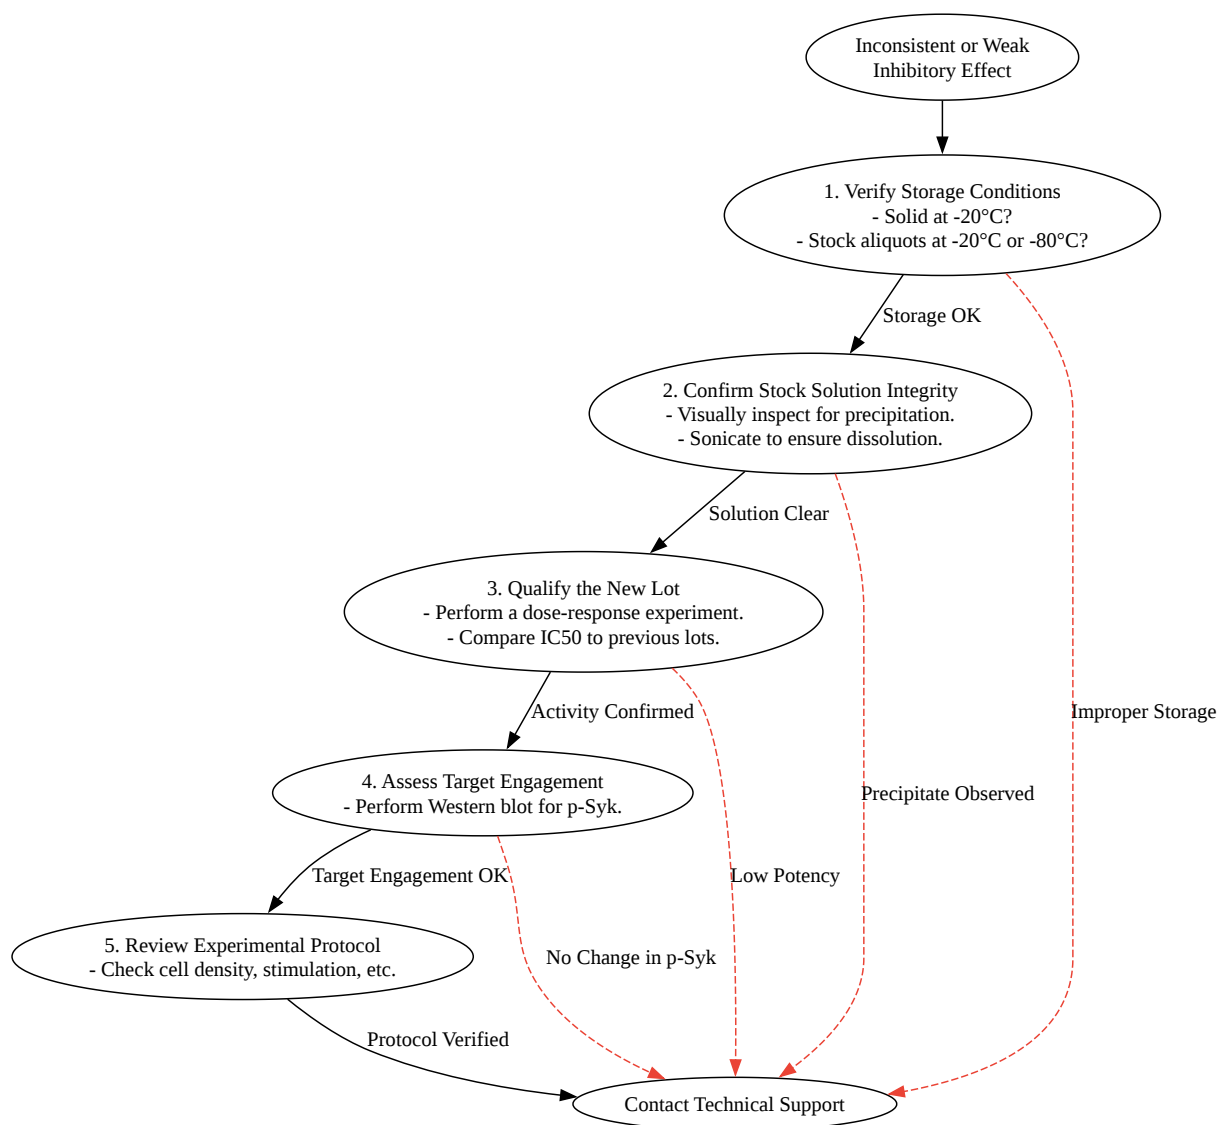 Inconsistent or Weak
Inhibitory Effect
1. Verify Storage Conditions
- Solid at -20°C?
- Stock aliquots at -20°C or -80°C?
Storage OK
2. Confirm Stock Solution Integrity
- Visually inspect for precipitation.
- Sonicate to ensure dissolution.
Solution Clear
3. Qualify the New Lot
- Perform a dose-response experiment.
- Compare IC50 to previous lots.
Activity Confirmed
Improper Storage
4. Assess Target Engagement
- Perform Western blot for p-Syk.
Precipitate Observed
Target Engagement OK
Low Potency
5. Review Experimental Protocol
- Check cell density, stimulation, etc.
No Change in p-Syk
Protocol Verified
Contact Technical Support